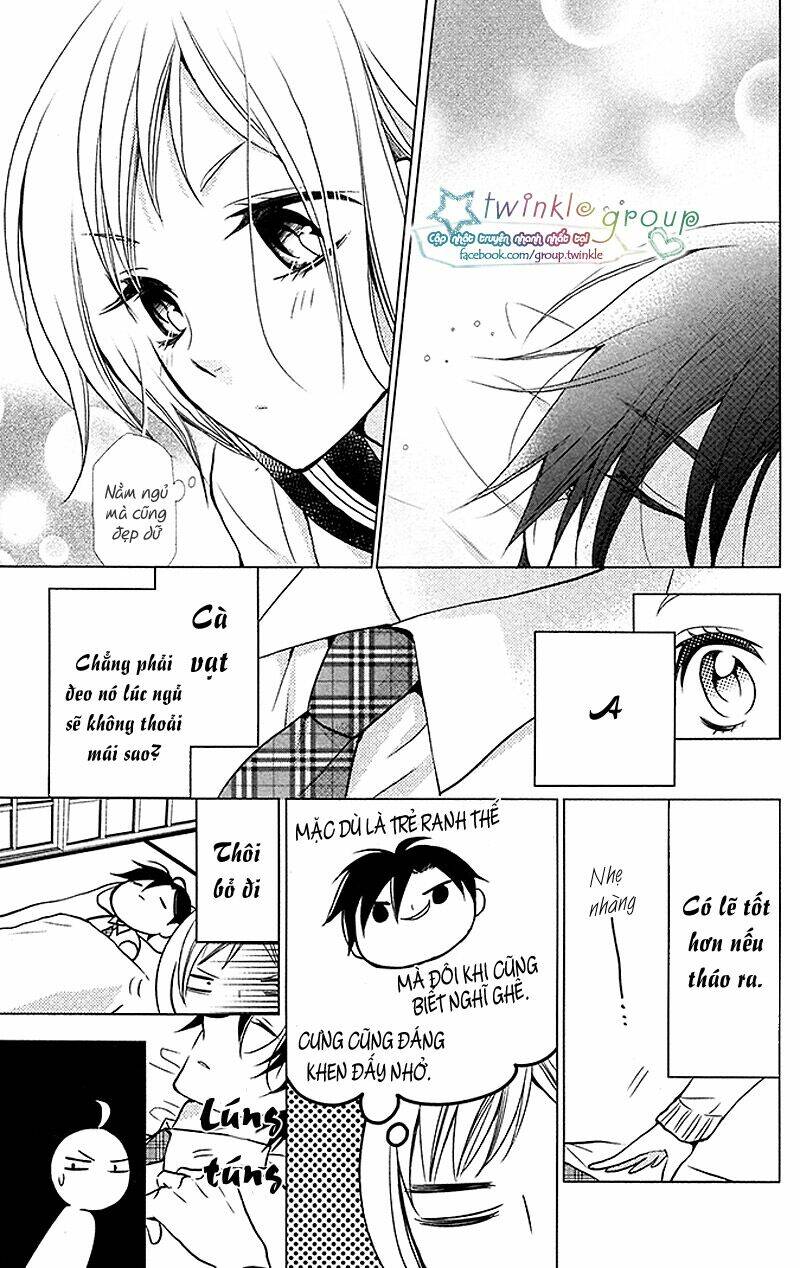 twinkle group
Cập nhật truyện nhanh nhất tại
facebook.com/group.twinkle
Nằm ngủ
mà cũng
đẹp dữ
A
Cà
vạt
Chẳng phải
đeo nó lúc ngủ
sẽ không thoải
mái sao?
Có lẽ tốt
hơn nếu
tháo ra.
Nhẹ
nhàng
MẶC DÙ LÀ TRẺ RANH THẾ
MÀ ĐÔI KHI CŨNG
BIẾT NGHĨ GHÊ.
CƯNG CŨNG ĐÁNG
KHEN ĐẤY NHỞ.
Thôi
bỏ đi
Lúng
túng